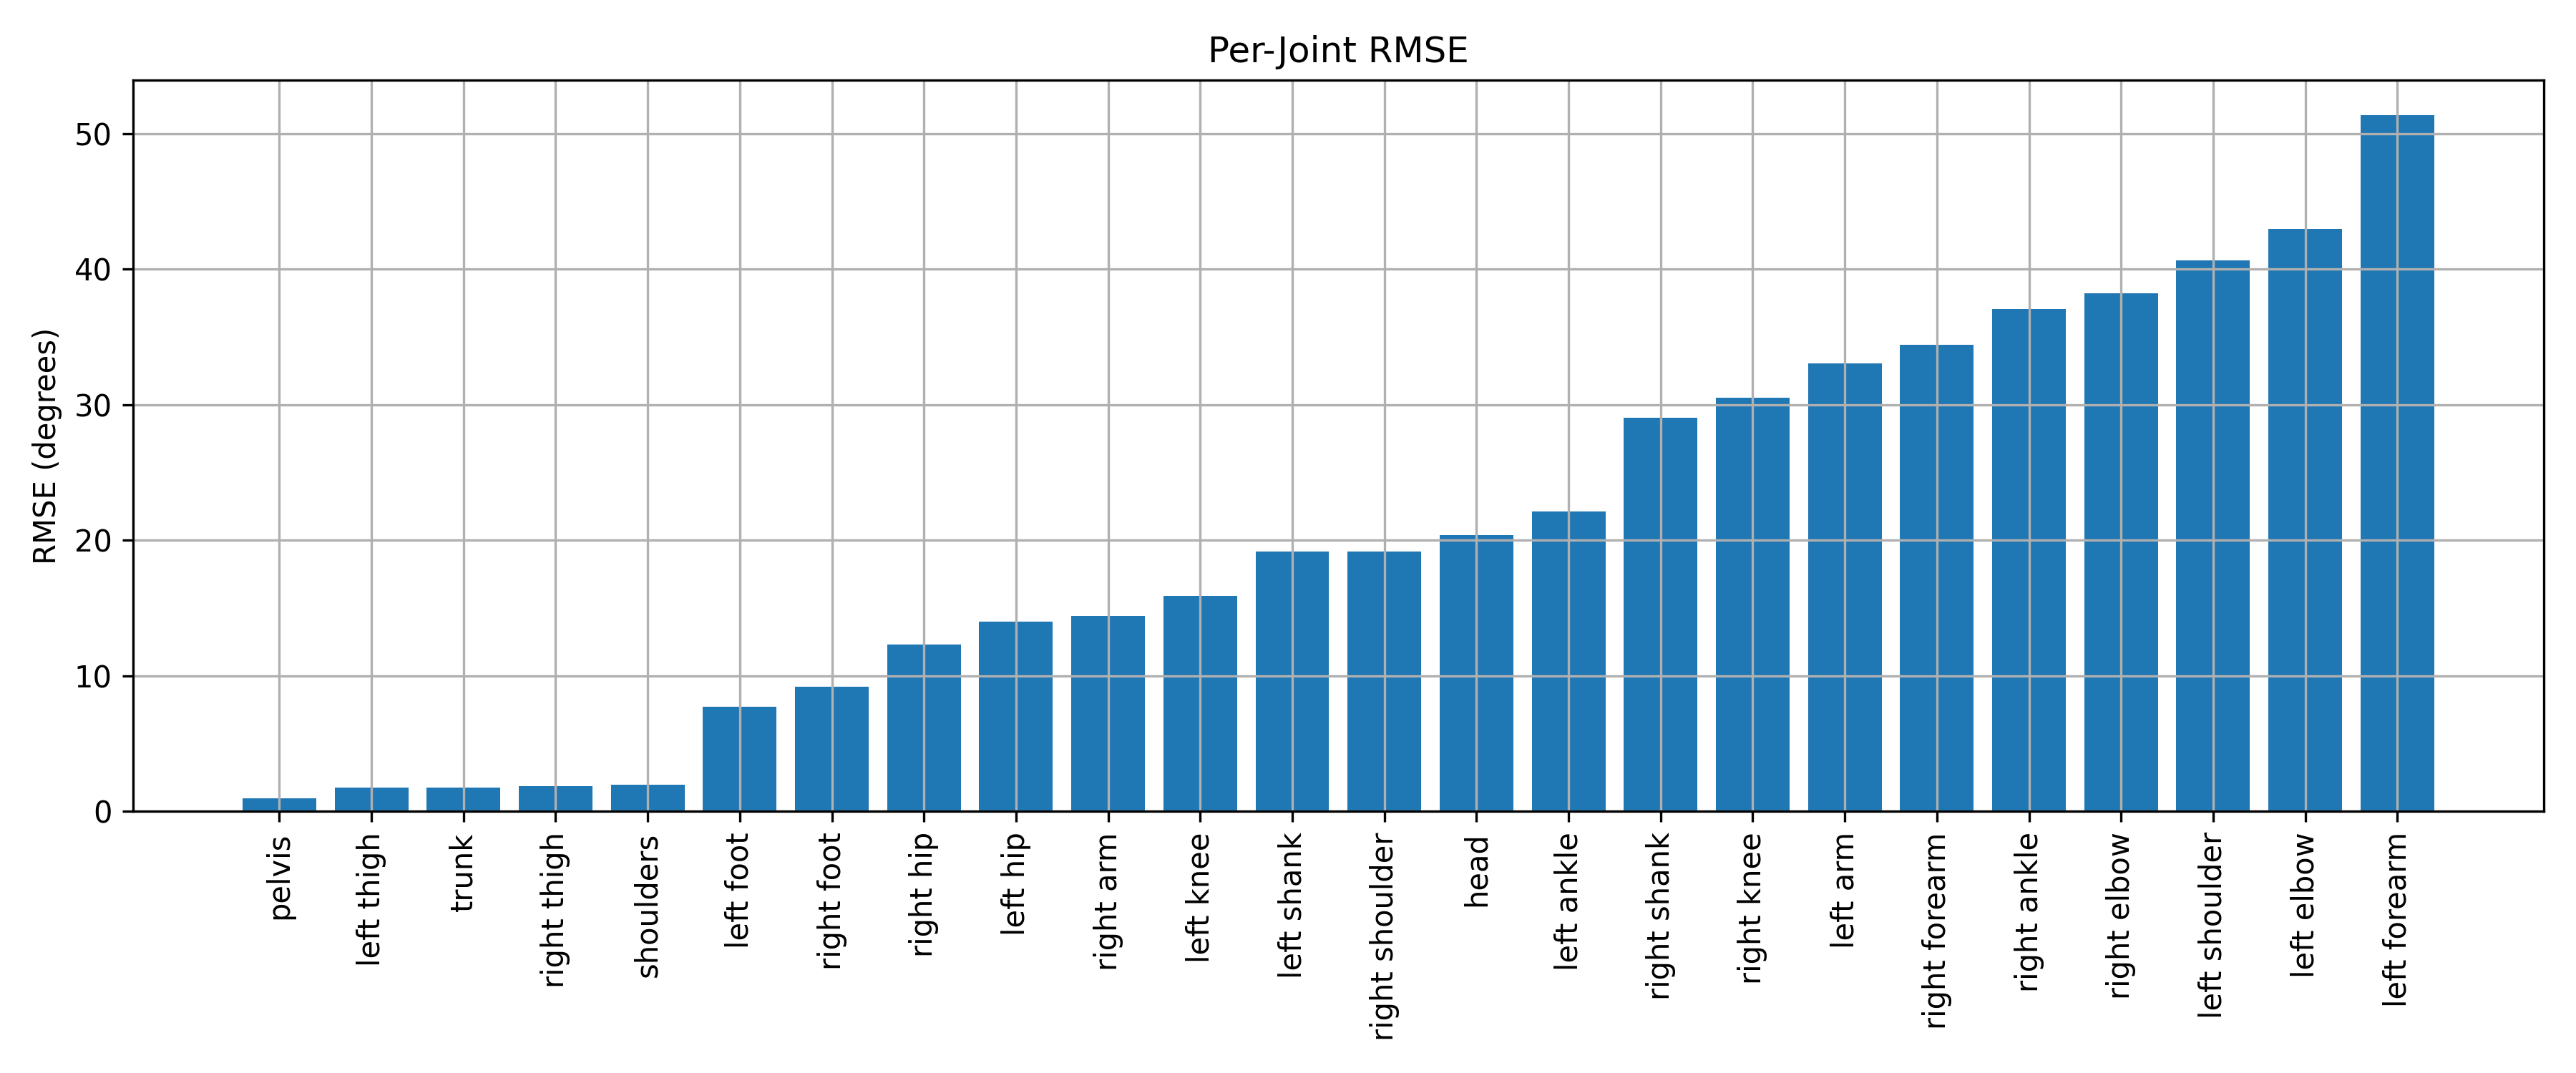 Per-Joint RMSE
RMSE (degrees)
50
40
30
20
10
0
pelvis
left thigh
trunk
right thigh
shoulders
left foot
right foot
right hip
left hip
right arm
left knee
left shank
right shoulder
head
left ankle
right shank
right knee
left arm
right forearm
right ankle
right elbow
left shoulder
left elbow
left forearm